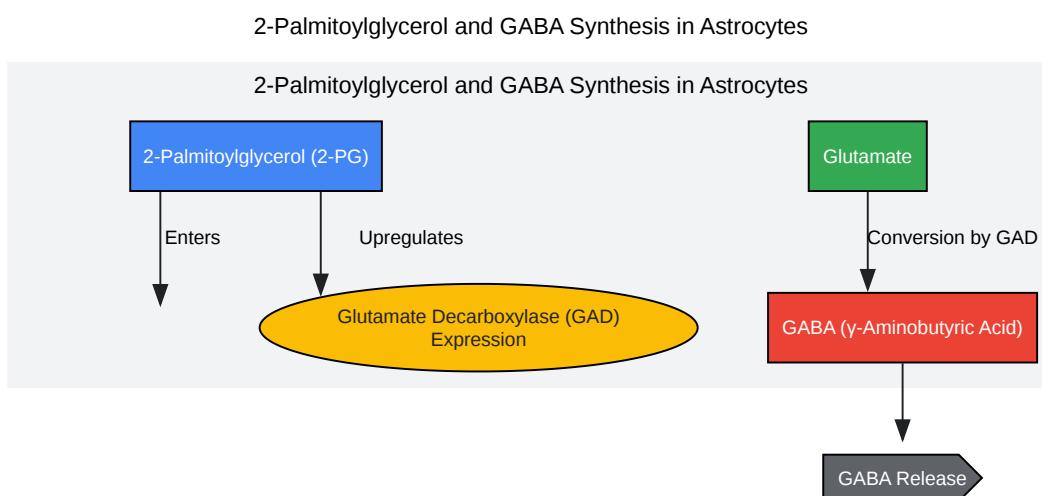 2-Palmitoylglycerol and GABA Synthesis in Astrocytes
2-Palmitoylglycerol and GABA Synthesis in Astrocytes
2-Palmitoylglycerol (2-PG)
Glutamate
Enters
Upregulates
Conversion by GAD
Glutamate Decarboxylase (GAD)
Expression
GABA (γ-Aminobutyric Acid)
GABA Release